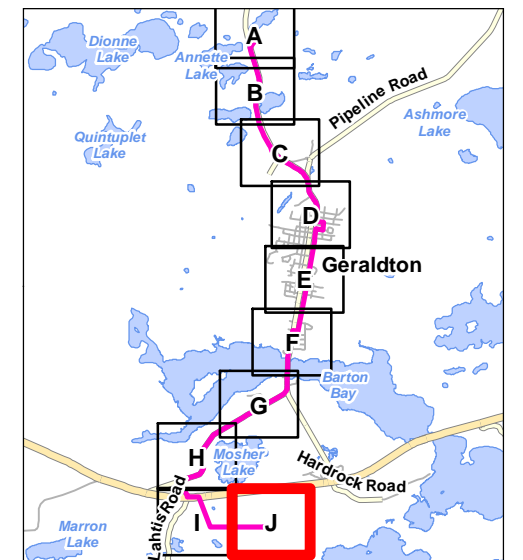 A
Dionne
Lake
Annette
Lake
B
Pipeline Road
Ashmore
Lake
Quintuplet
Lake
C
D
Geraldton
E
F
Barton
Bay
G
H
Mosher
Lake
Hardrock Road
Lahtis Road
I
J
Marron
Lake